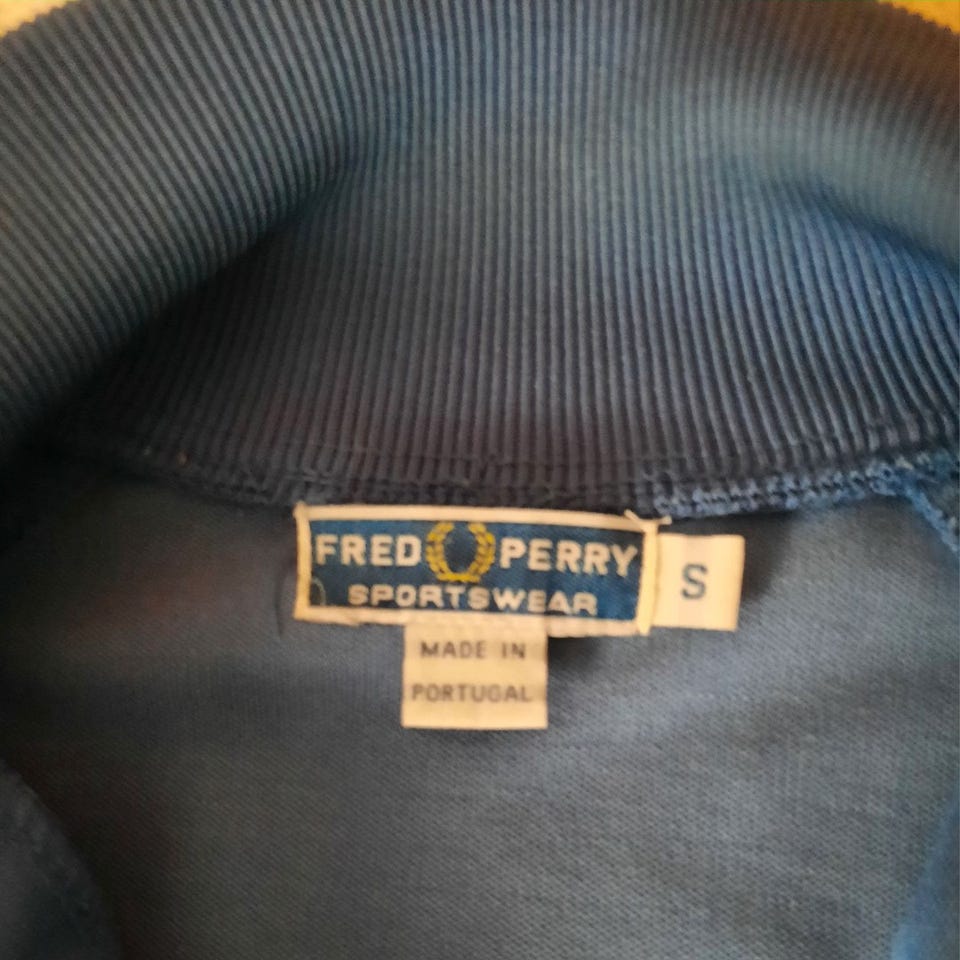 FRED PERRY
SPORTSWEAR
S
MADE IN
PORTUGAL